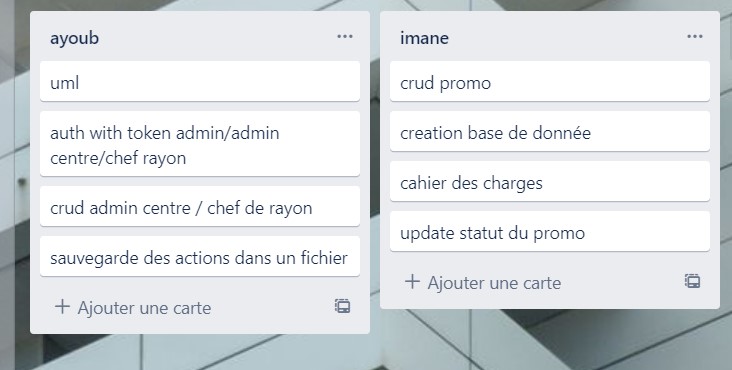 ayoub
uml
auth with token admin/admin
centre/chef rayon
crud admin centre / chef de rayon
sauvegarde des actions dans un fichier
+ Ajouter une carte
imane
crud promo
creation base de donnée
cahier des charges
update statut du promo
+ Ajouter une carte